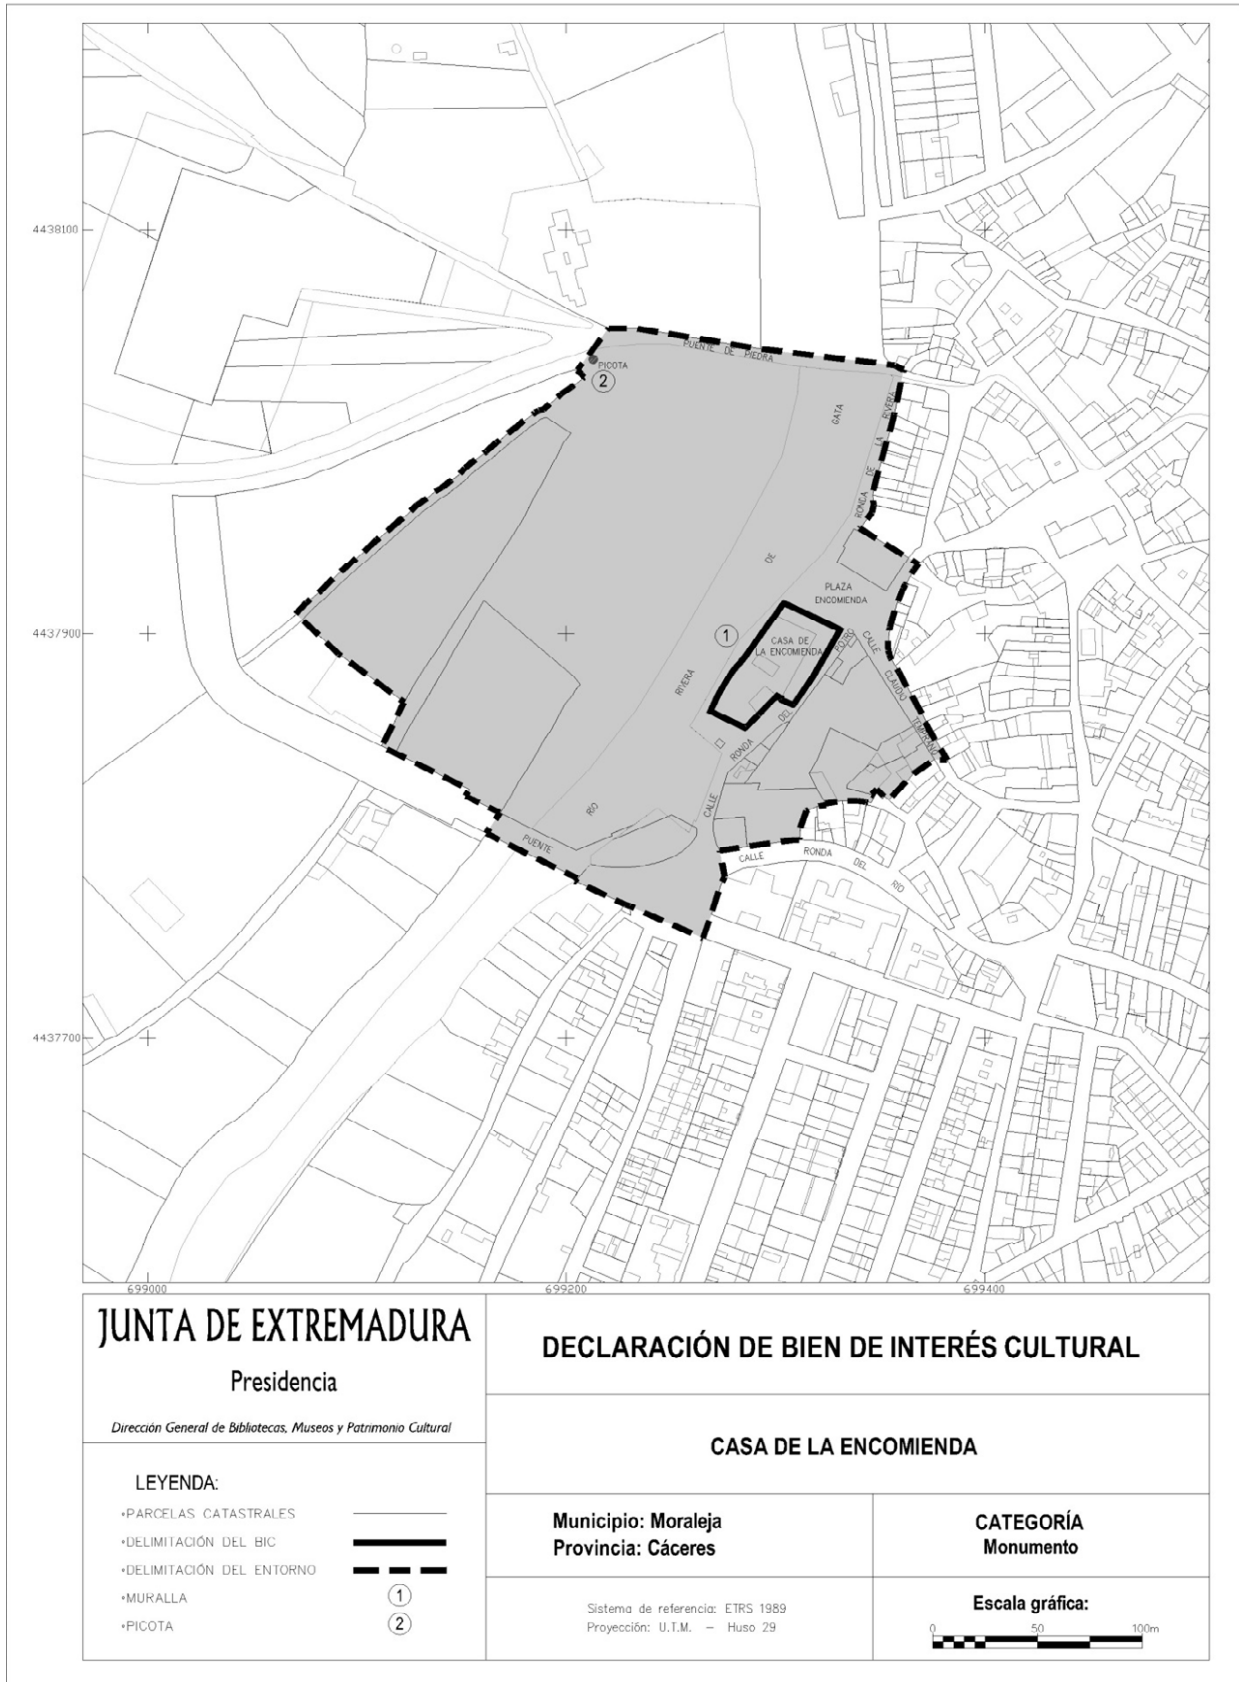 4438100
PUENTE DE PIEDRA
PICOTA
2
GATA
RONDA DE LA RIVERA
DE
PLAZA
ENCOMIENDA
4437900
1
CASA DE
LA ENCOMIENDA
CALLE CLAUDIO TEMPRANO
RIVERA
CALLE RONDA DEL FOZO
RIO
PUENTE
CALLE RONDA DEL RIO
4437700
699000
699200
699400
JUNTA DE EXTREMADURA
Presidencia
Dirección General de Bibliotecas, Museos y Patrimonio Cultural
LEYENDA:
•PARCELAS CATASTRALES
•DELIMITACIÓN DEL BIC
•DELIMITACIÓN DEL ENTORNO
•MURALLA 1
•PICOTA 2
DECLARACIÓN DE BIEN DE INTERÉS CULTURAL
CASA DE LA ENCOMIENDA
Municipio: Moraleja
Provincia: Cáceres
CATEGORÍA
Monumento
Sistema de referencia: ETRS 1989
Proyección: U.T.M. – Huso 29
Escala gráfica:
0 50 100m